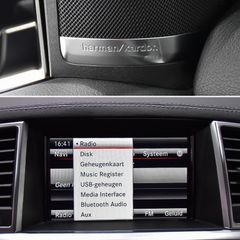 harman/kardon
16:41 • Radio
Navi Disk Systeem
Geheugenkaart
Music Register
Geen USB-geheugen
Media Interface
Bluetooth Audio
Aux FM Geluid